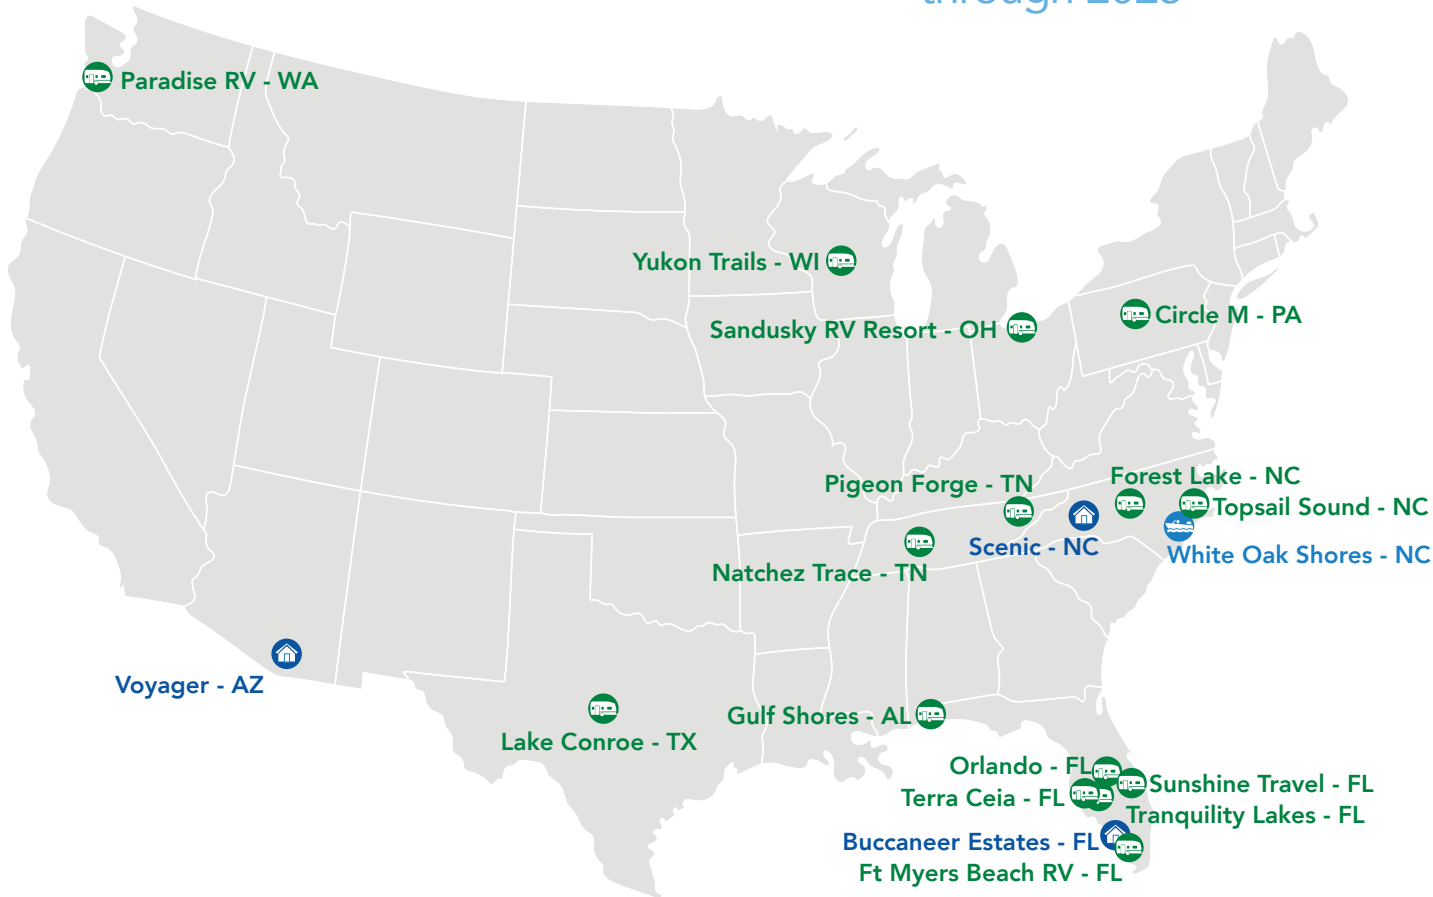 Paradise RV - WA
Yukon Trails - WI
Circle M - PA
Sandusky RV Resort - OH
Forest Lake - NC
Pigeon Forge - TN
Topsail Sound - NC
Scenic - NC
White Oak Shores - NC
Natchez Trace - TN
Voyager - AZ
Gulf Shores - AL
Lake Conroe - TX
Orlando - FL
Sunshine Travel - FL
Terra Ceia - FL
Tranquility Lakes - FL
Buccaneer Estates - FL
Ft Myers Beach RV - FL